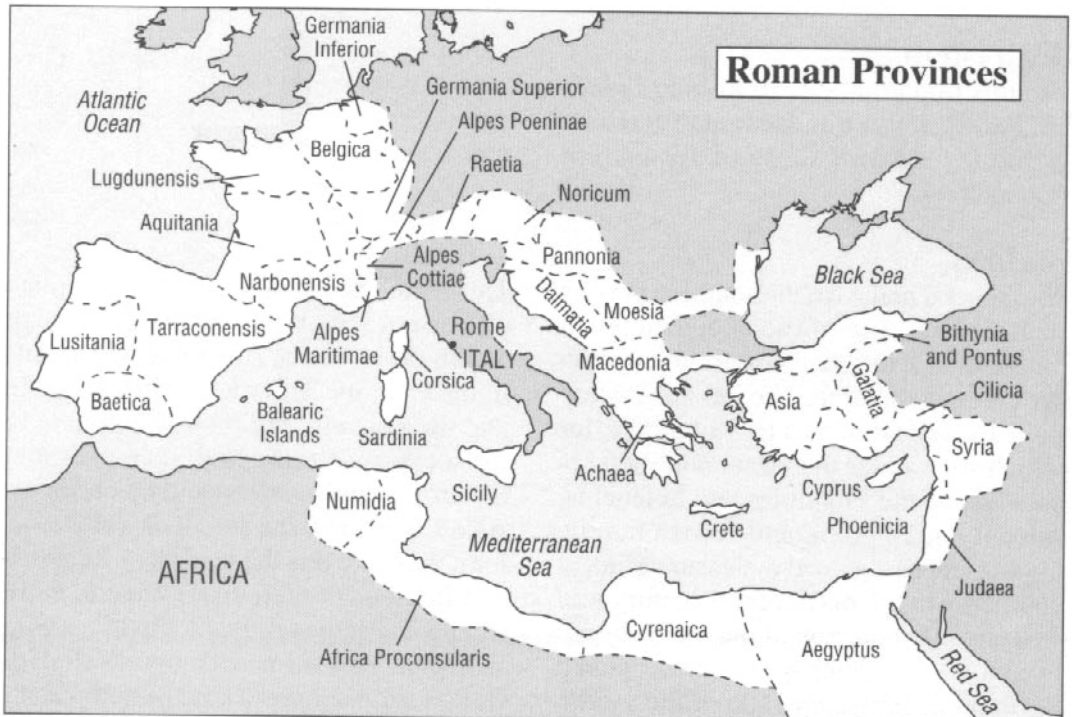 Roman Provinces
Germania
Inferior
Germania Superior
Alpes Poeninae
Atlantic
Ocean
Belgica
Raetia
Lugdunensis
Noricum
Aquitania
Narbonensis
Alpes
Cottiae
Pannonia
Black Sea
Dalmatia
Moesia
Lusitania
Tarraconensis
Alpes
Maritimae
Rome
ITALY
Macedonia
Bithynia
and Pontus
Corsica
Galatia
Cilicia
Baetica
Balearic
Islands
Asia
Sardinia
Achaea
Syria
Sicily
Cyprus
Numidia
Crete
Phoenicia
Mediterranean
Sea
AFRICA
Judaea
Cyrenaica
Africa Proconsularis
Aegyptus
Red Sea